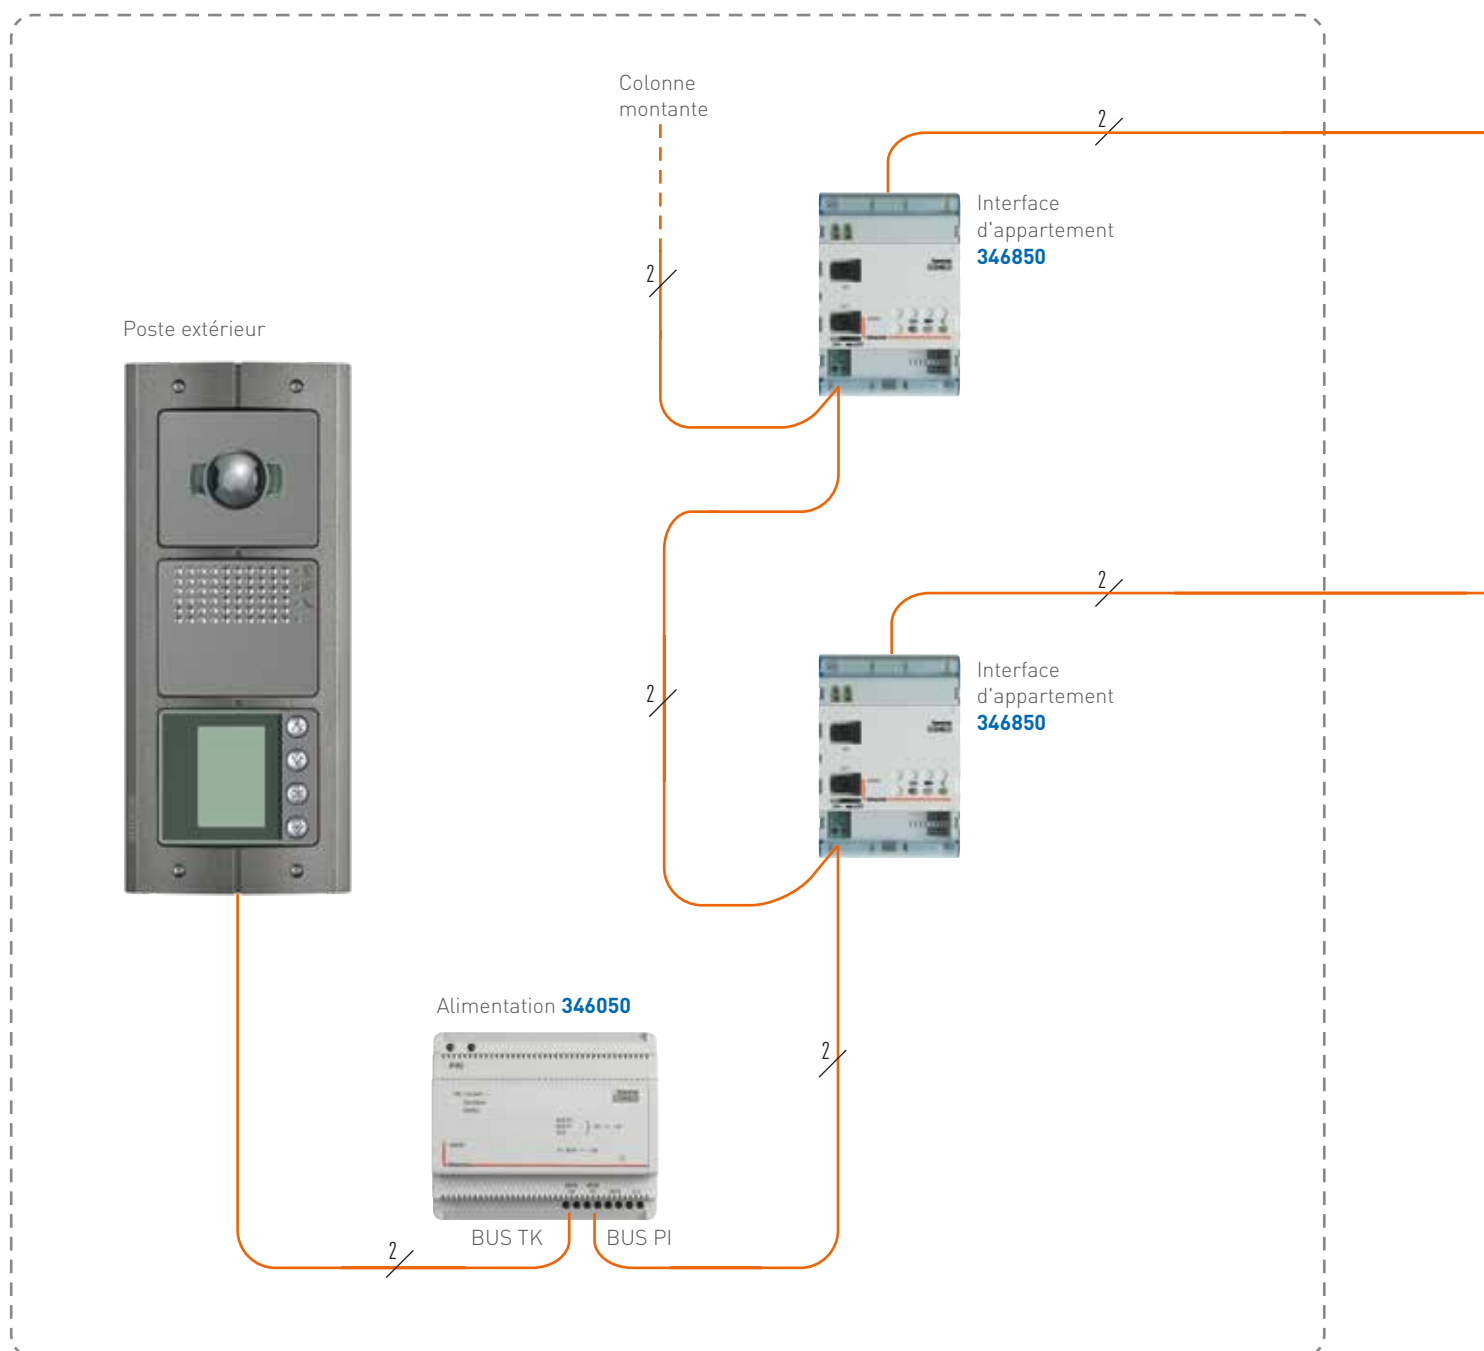 Colonne
montante
2
2
Interface
d'appartement
346850
Poste extérieur
2
2
Interface
d'appartement
346850
Alimentation 346050
2
BUS TK
BUS PI
2